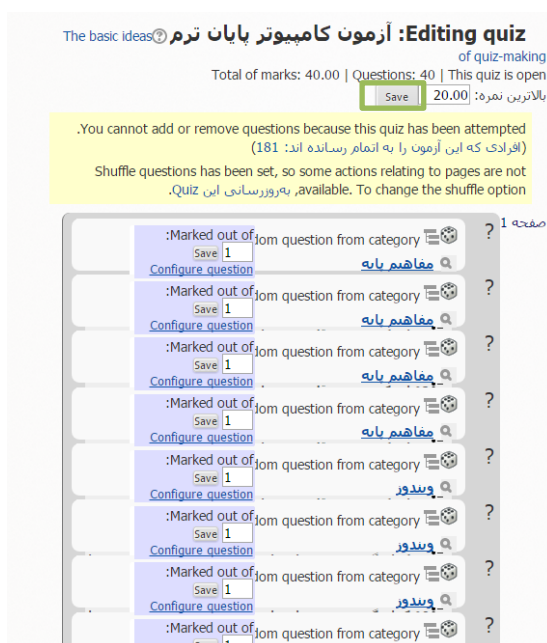 Editing quiz: آزمون کامپیوتر پایان ترم The basic ideas
of quiz-making
Total of marks: 40.00 | Questions: 40 | This quiz is open
بالاترین نمره: 20.00 Save
You cannot add or remove questions because this quiz has been attempted.
(افرادی که این آزمون را به اتمام رسانده اند: 181)
Shuffle questions has been set, so some actions relating to pages are not
available. To change the shuffle option, به‌روزرسانی این Quiz.
صفحه 1
? dom question from category Marked out of:
مفاهیم پایه 1 Save
Configure question
? dom question from category Marked out of:
مفاهیم پایه 1 Save
Configure question
? dom question from category Marked out of:
مفاهیم پایه 1 Save
Configure question
? dom question from category Marked out of:
مفاهیم پایه 1 Save
Configure question
? dom question from category Marked out of:
ویندوز 1 Save
Configure question
? dom question from category Marked out of:
ویندوز 1 Save
Configure question
? dom question from category Marked out of:
ویندوز 1 Save
Configure question
? dom question from category Marked out of: